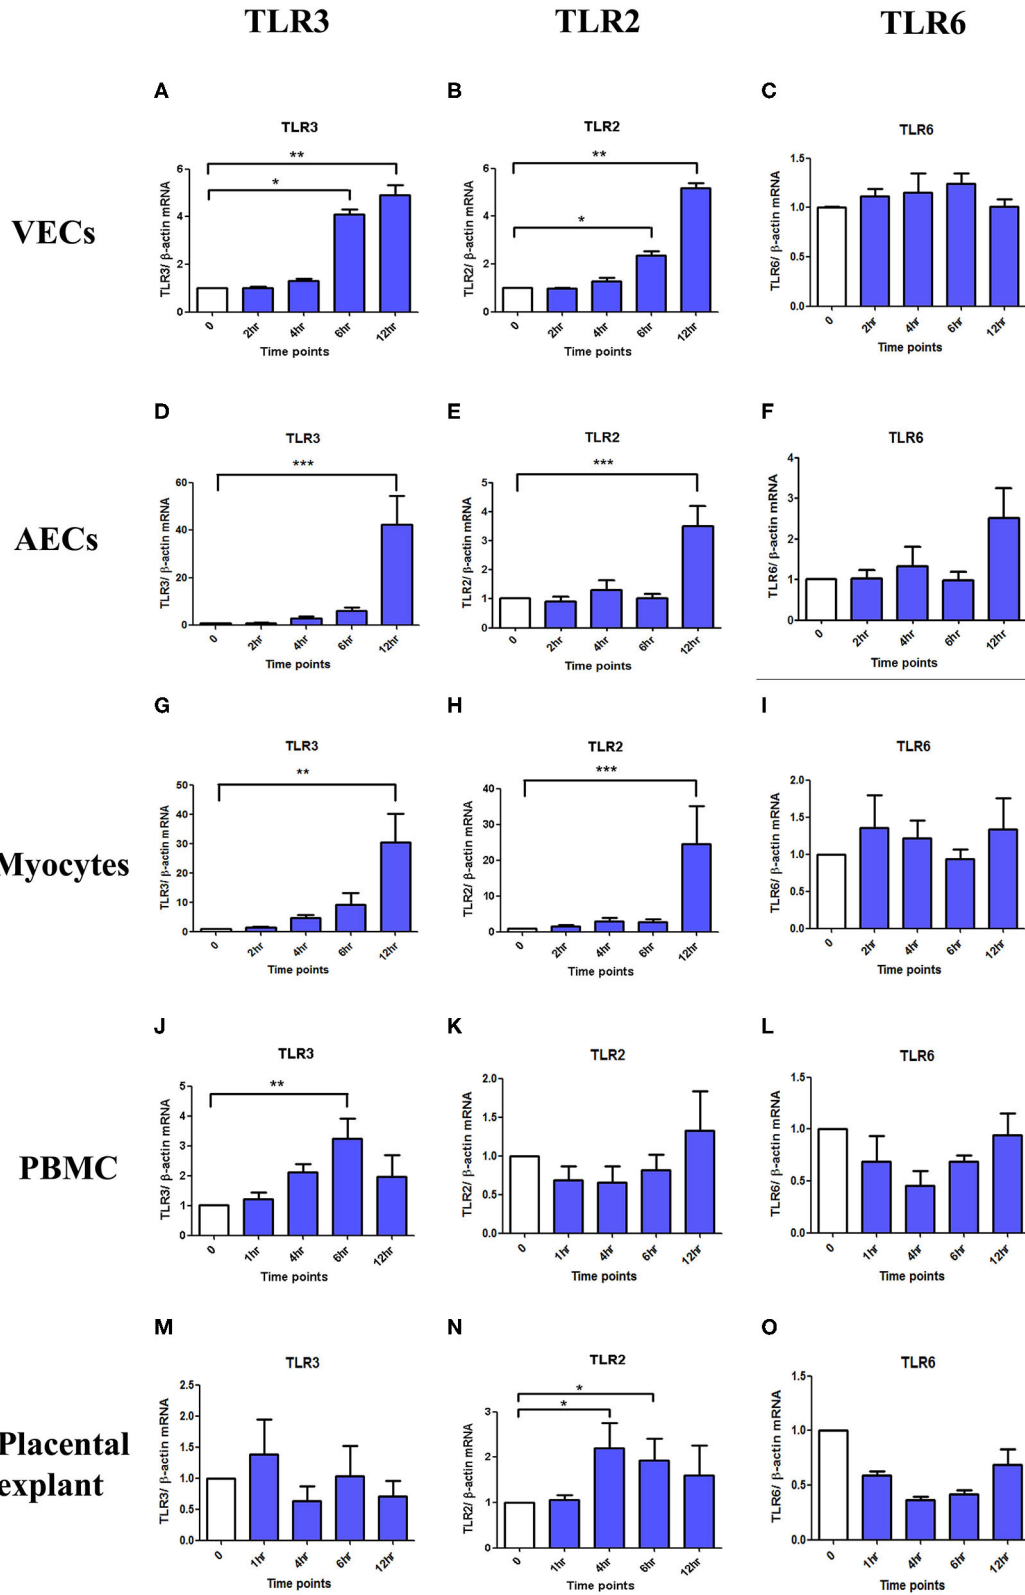 TLR3 TLR2 TLR6
VECs
A
TLR3
**
*
TLR3/ β-actin mRNA
6
4
2
0
0 2hr 4hr 6hr 12hr
Time points
B
TLR2
**
*
TLR2/ β-actin mRNA
6
4
2
0
0 2hr 4hr 6hr 12hr
Time points
C
TLR6
TLR6/ β-actin mRNA
1.5
1.0
0.5
0.0
0 2hr 4hr 6hr 12hr
Time points
AECs
D
TLR3
***
TLR3/ β-actin mRNA
60
40
20
0
0 2hr 4hr 6hr 12hr
Time points
E
TLR2
***
TLR2/ β-actin mRNA
5
4
3
2
1
0
0 2hr 4hr 6hr 12hr
Time points
F
TLR6
TLR6/ β-actin mRNA
4
3
2
1
0
0 2hr 4hr 6hr 12hr
Time points
Myocytes
G
TLR3
**
TLR3/ β-actin mRNA
50
40
30
20
10
0
0 2hr 4hr 6hr 12hr
Time points
H
TLR2
***
TLR2/ β-actin mRNA
40
30
20
10
0
0 2hr 4hr 6hr 12hr
Time points
I
TLR6
TLR6/ β-actin mRNA
2.0
1.5
1.0
0.5
0.0
0 2hr 4hr 6hr 12hr
Time points
PBMC
J
TLR3
**
TLR3/ β-actin mRNA
5
4
3
2
1
0
0 1hr 4hr 6hr 12hr
Time points
K
TLR2
TLR2/ β-actin mRNA
2.0
1.5
1.0
0.5
0.0
0 1hr 4hr 6hr 12hr
Time points
L
TLR6
TLR6/ β-actin mRNA
1.5
1.0
0.5
0.0
0 1hr 4hr 6hr 12hr
Time points
Placental
explant
M
TLR3
TLR3/ β-actin mRNA
2.5
2.0
1.5
1.0
0.5
0.0
0 1hr 4hr 6hr 12hr
Time points
N
TLR2
*
*
TLR2/ β-actin mRNA
3
2
1
0
0 1hr 4hr 6hr 12hr
Time points
O
TLR6
TLR6/ β-actin mRNA
1.5
1.0
0.5
0.0
0 1hr 4hr 6hr 12hr
Time points